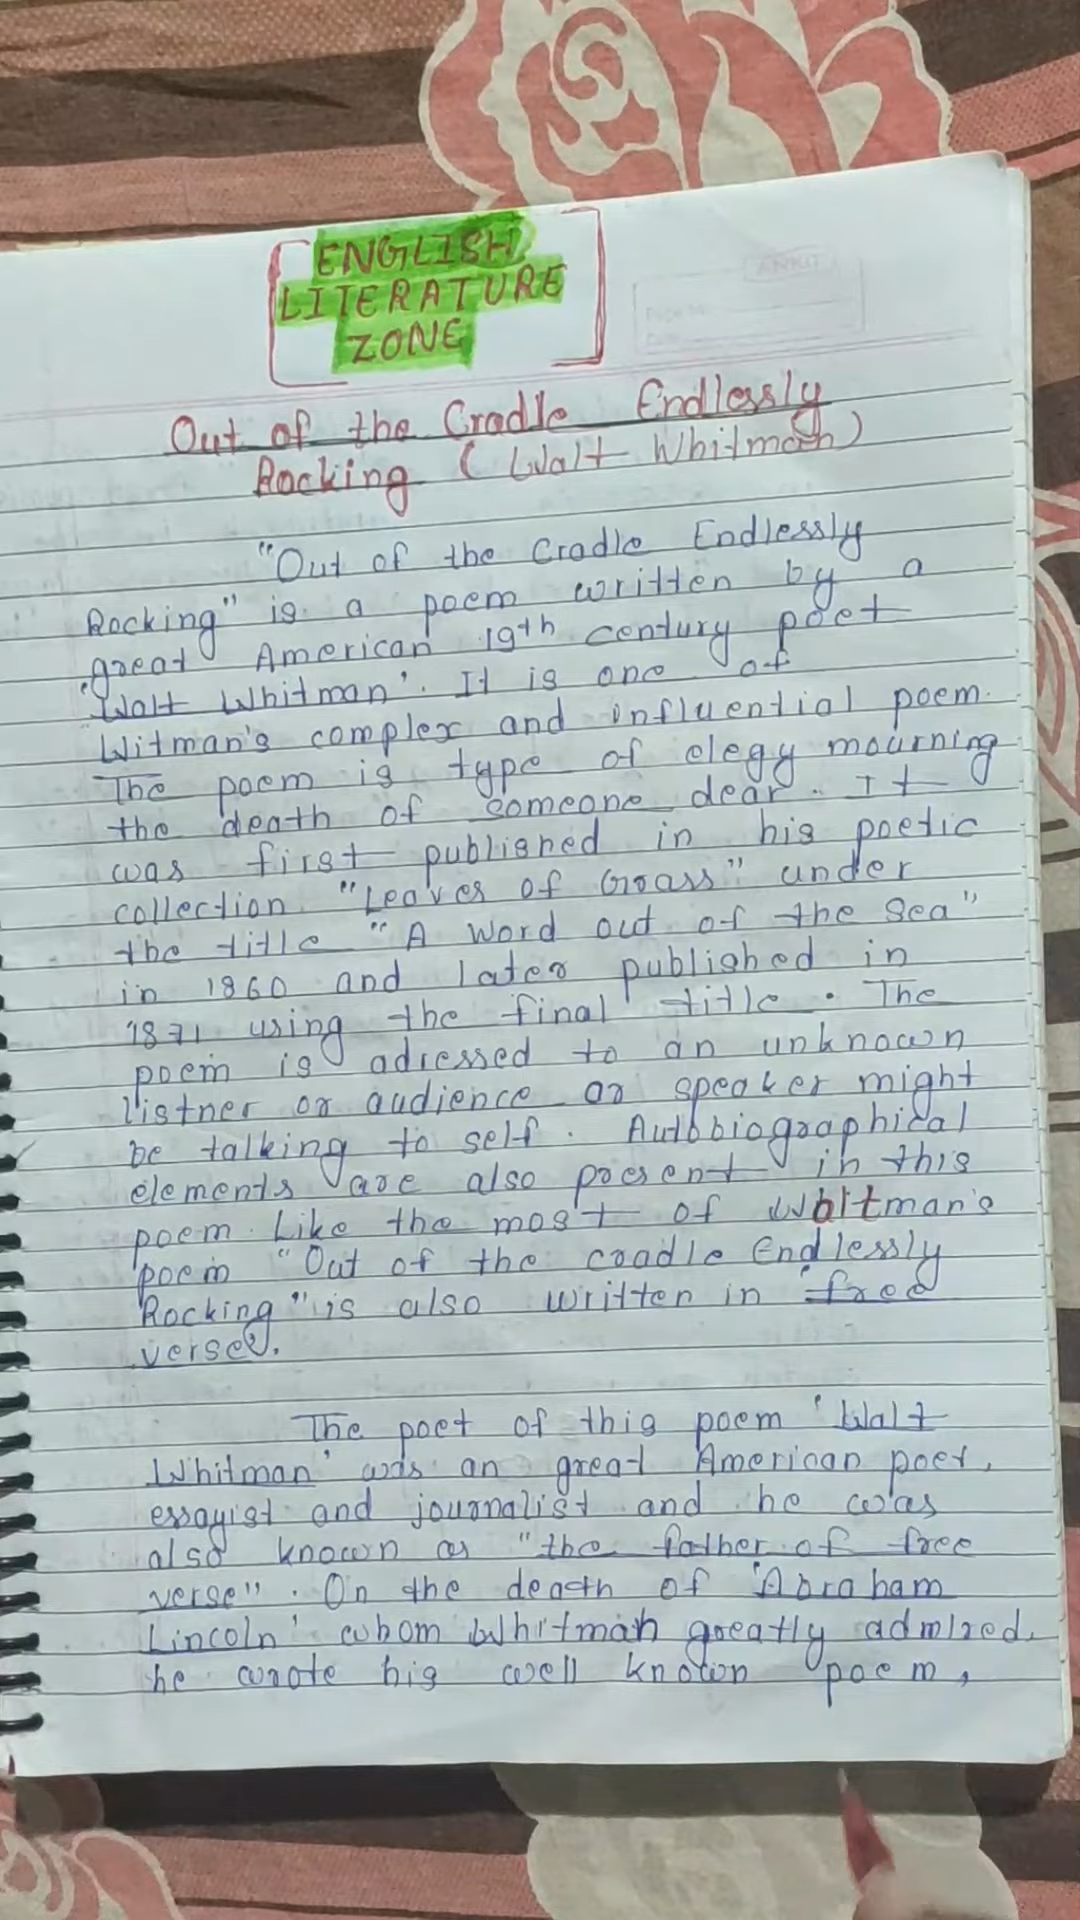 ENGLISH
LITERATURE
ZONE
Out of the Cradle Endlessly
Rocking (Walt Whitman)
"Out of the Cradle Endlessly
Rocking" is a poem written by a
great American 19th century poet
'Walt Whitman'. It is one of
Witman's complex and influential poem.
The poem is type of elegy mourning
the death of someone dear. It
was first published in his poetic
collection "Leaves of Grass" under
the title "A Word out of the Sea"
in 1860 and later published in
1871 using the final title. The
poem is adressed to an unknown
listner or audience or speaker might
be talking to self. Autobiographical
elements are also present in this
poem. Like the most of Whitman's
poem "Out of the cradle Endlessly
Rocking" is also written in 'free
verse'.
The poet of this poem 'Walt
Whitman' was an great American poet,
essayist and journalist and he was
also known as "the father of free
verse". On the death of 'Abraham
Lincoln' whom Whitman greatly admired,
he wrote his well known poem,